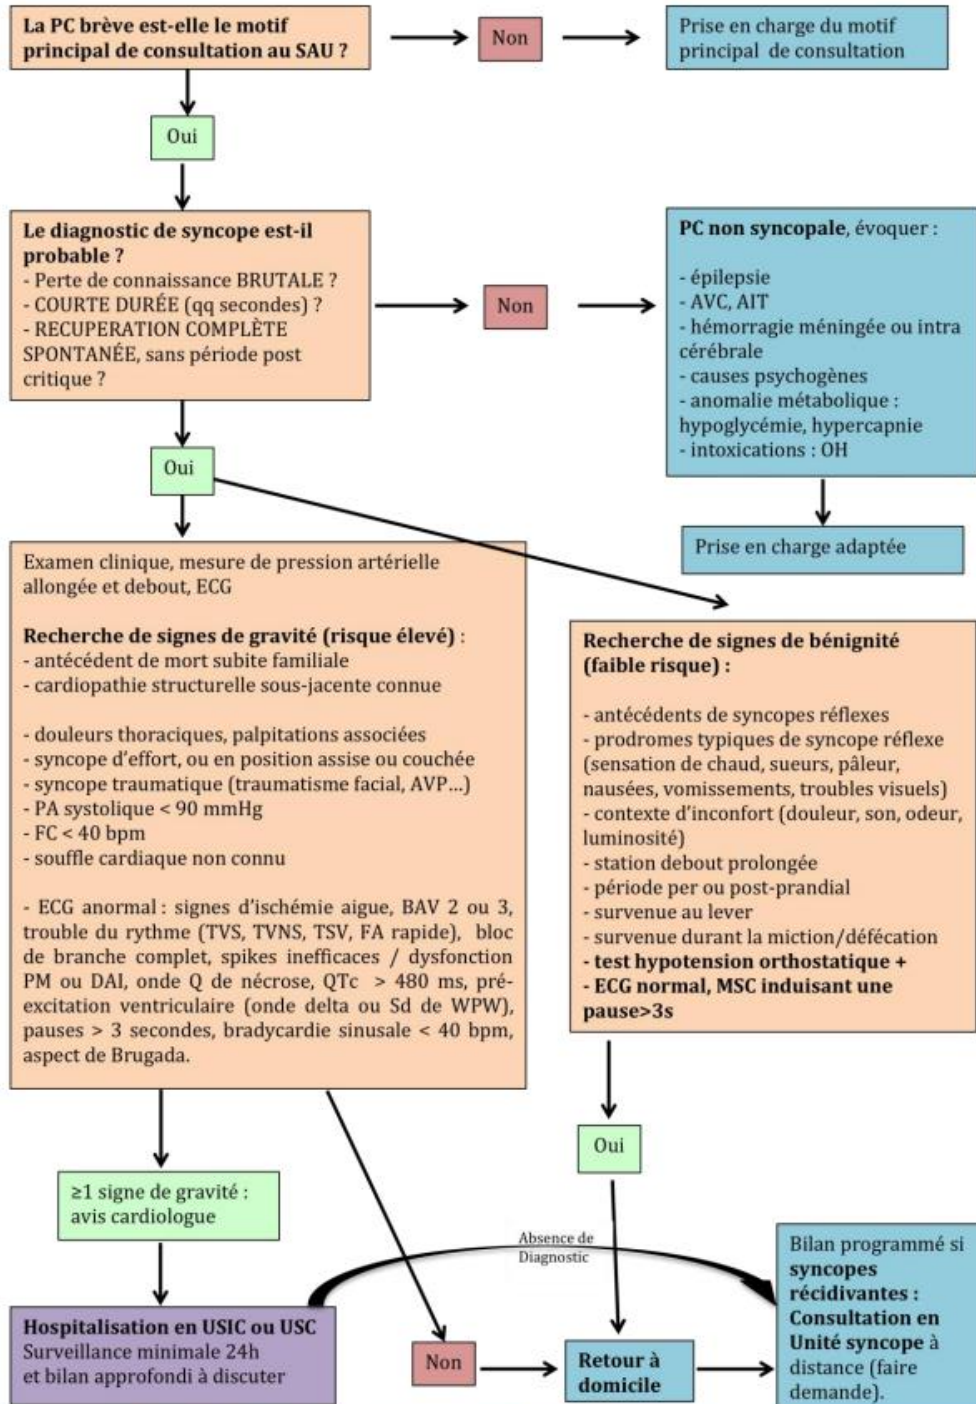 La PC brève est-elle le motif
principal de consultation au SAU ?
Non
Prise en charge du motif
principal de consultation
Oui
Le diagnostic de syncope est-il
probable ?
- Perte de connaissance BRUTALE ?
- COURTE DURÉE (qq secondes) ?
- RECUPERATION COMPLÈTE
SPONTANÉE, sans période post
critique ?
Non
PC non syncopale, évoquer :
- épilepsie
- AVC, AIT
- hémorragie méningée ou intra
cérébrale
- causes psychogènes
- anomalie métabolique :
hypoglycémie, hypercapnie
- intoxications : OH
Prise en charge adaptée
Oui
Examen clinique, mesure de pression artérielle
allongée et debout, ECG
Recherche de signes de gravité (risque élevé) :
- antécédent de mort subite familiale
- cardiopathie structurelle sous-jacente connue
- douleurs thoraciques, palpitations associées
- syncope d'effort, ou en position assise ou couchée
- syncope traumatique (traumatisme facial, AVP...)
- PA systolique < 90 mmHg
- FC < 40 bpm
- souffle cardiaque non connu
- ECG anormal : signes d'ischémie aigue, BAV 2 ou 3,
trouble du rythme (TVS, TVNS, TSV, FA rapide), bloc
de branche complet, spikes inefficaces / dysfonction
PM ou DAI, onde Q de nécrose, QTc > 480 ms, pré-
excitation ventriculaire (onde delta ou Sd de WPW),
pauses > 3 secondes, bradycardie sinusale < 40 bpm,
aspect de Brugada.
Recherche de signes de bénignité
(faible risque) :
- antécédents de syncopes réflexes
- prodromes typiques de syncope réflexe
(sensation de chaud, sueurs, pâleur,
nausées, vomissements, troubles visuels)
- contexte d'inconfort (douleur, son, odeur,
luminosité)
- station debout prolongée
- période per ou post-prandial
- survenue au lever
- survenue durant la miction/défécation
- test hypotension orthostatique +
- ECG normal, MSC induisant une
pause>3s
Oui
≥1 signe de gravité :
avis cardiologue
Absence de
Diagnostic
Hospitalisation en USIC ou USC
Surveillance minimale 24h
et bilan approfondi à discuter
Non
Retour à
domicile
Bilan programmé si
syncopes
récidivantes :
Consultation en
Unité syncope à
distance (faire
demande).